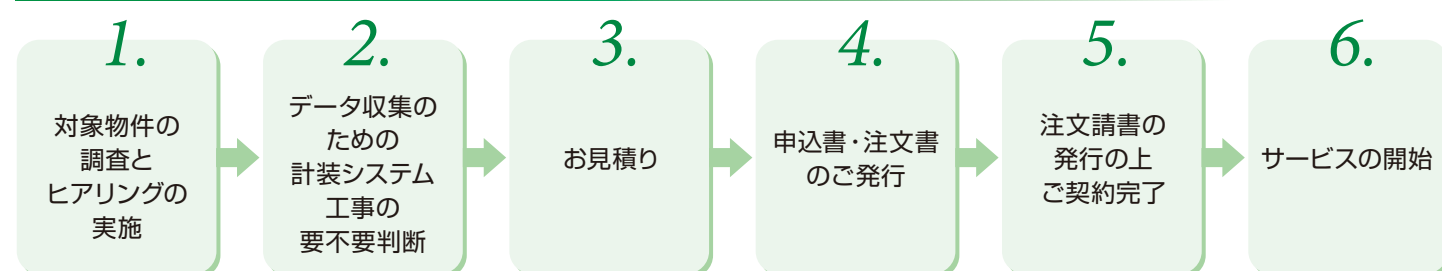 1.
対象物件の
調査と
ヒアリングの
実施
2.
データ収集の
ための
計装システム
工事の
要不要判断
3.
お見積り
4.
申込書・注文書
のご発行
5.
注文請書の
発行の上
ご契約完了
6.
サービスの開始